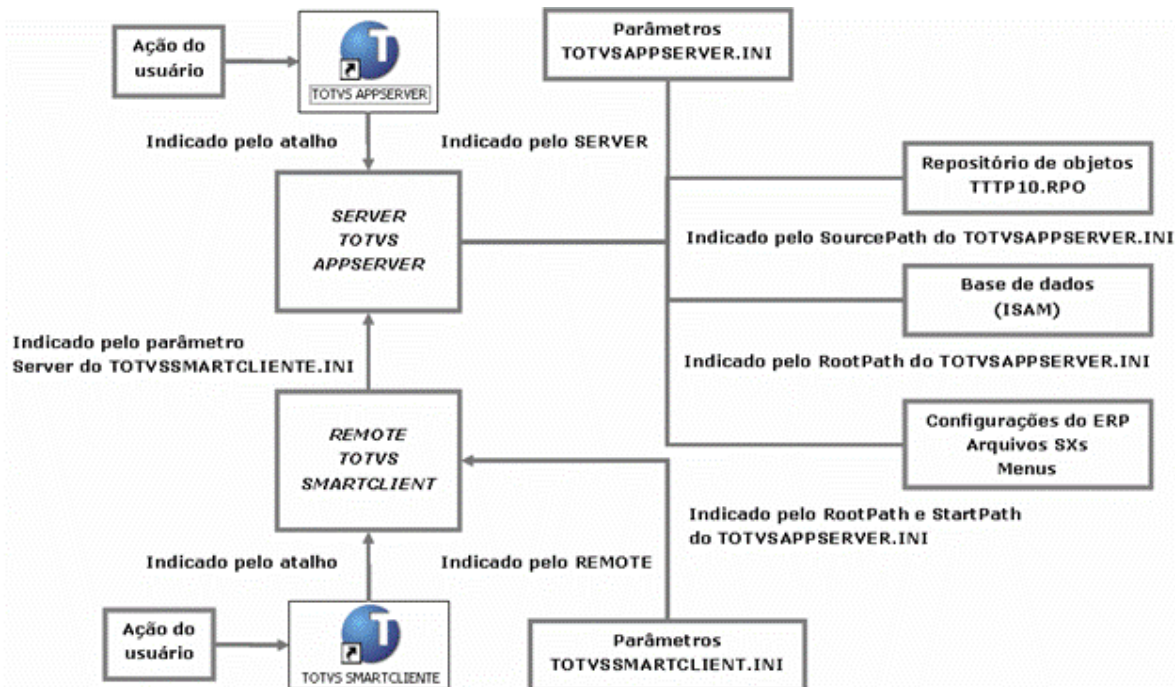 Ação do
usuário
TOTVS APPSERVER
Parâmetros
TOTVSAPPSERVER.INI
Indicado pelo atalho
Indicado pelo SERVER
SERVER
TOTVS
APPSERVER
Repositório de objetos
TTTP10.RPO
Indicado pelo SourcePath do TOTVSAPPSERVER.INI
Base de dados
(ISAM)
Indicado pelo parâmetro
Server do TOTVSSMARTCLIENTE.INI
Indicado pelo RootPath do TOTVSAPPSERVER.INI
REMOTE
TOTVS
SMARTCLIENT
Configurações do ERP
Arquivos SXs
Menus
Indicado pelo RootPath e StartPath
do TOTVSAPPSERVER.INI
Indicado pelo atalho
Indicado pelo REMOTE
Ação do
usuário
TOTVS SMARTCLIENTE
Parâmetros
TOTVSSMARTCLIENT.INI